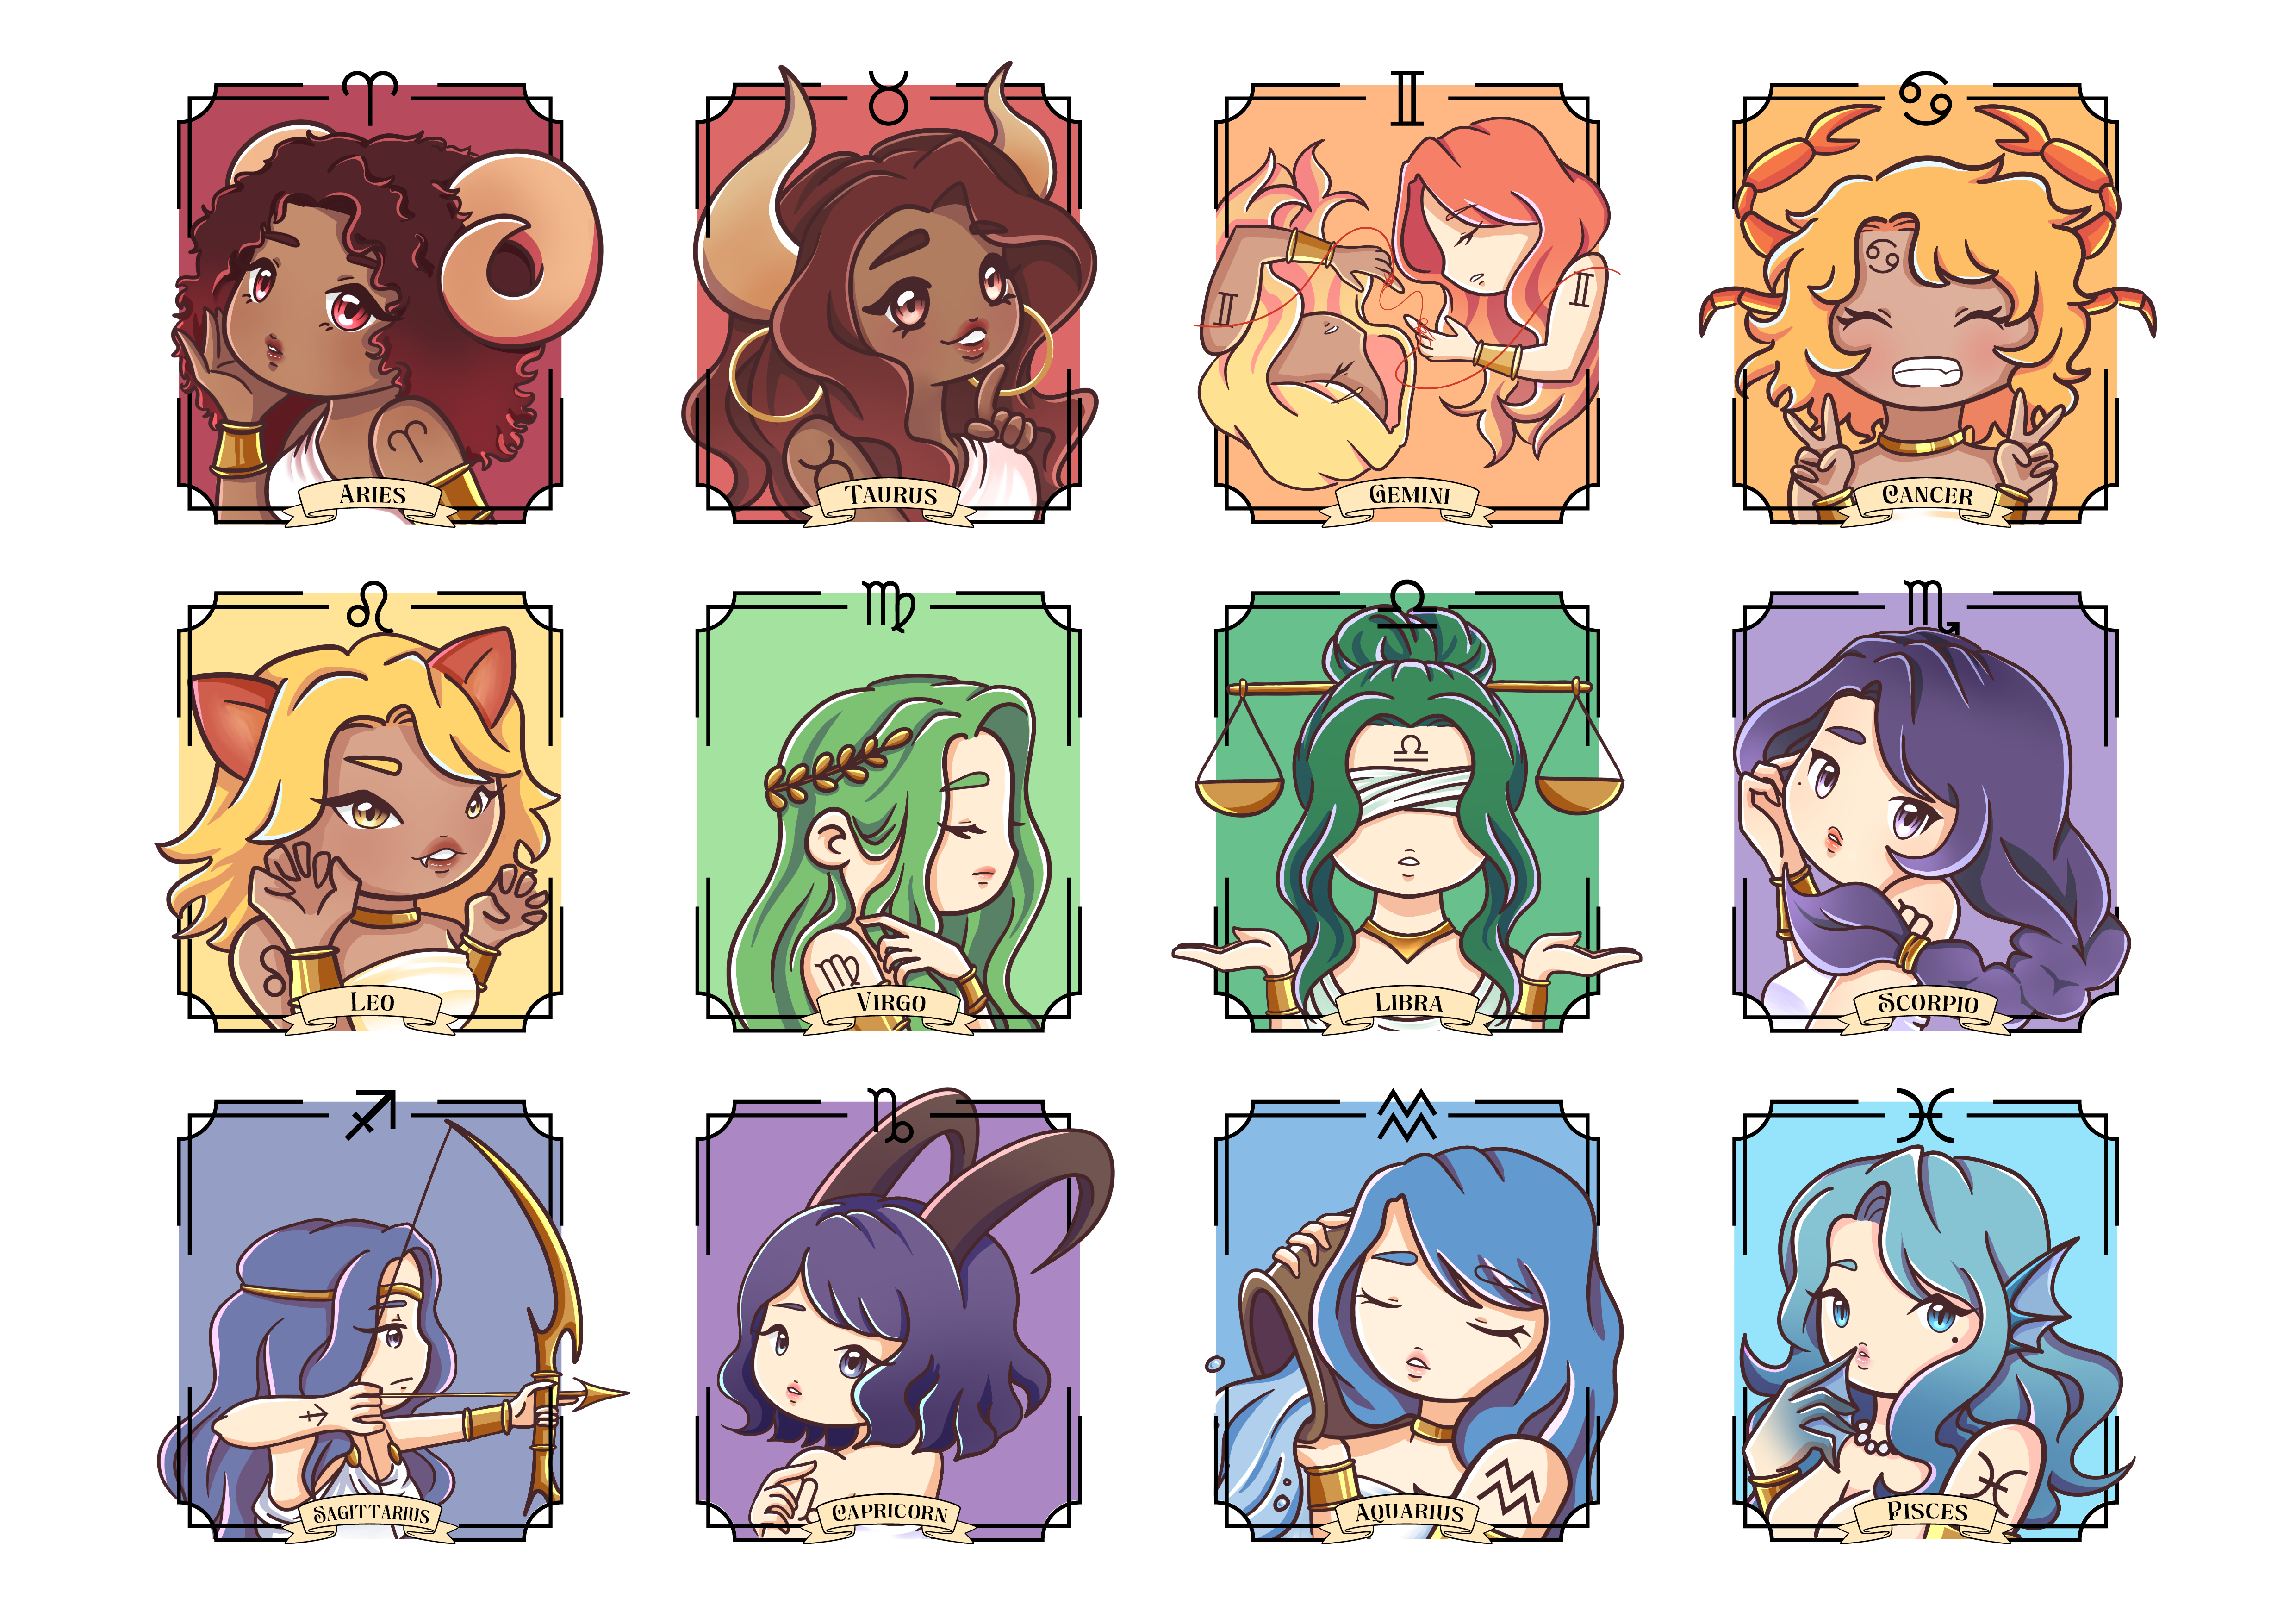 ♈
♉
♊
♋
Aries
Taurus
Gemini
Cancer
♌
♍
♎
♏
Leo
Virgo
Libra
Scorpio
♐
♑
♒
♓
Sagittarius
Capricorn
Aquarius
Pisces